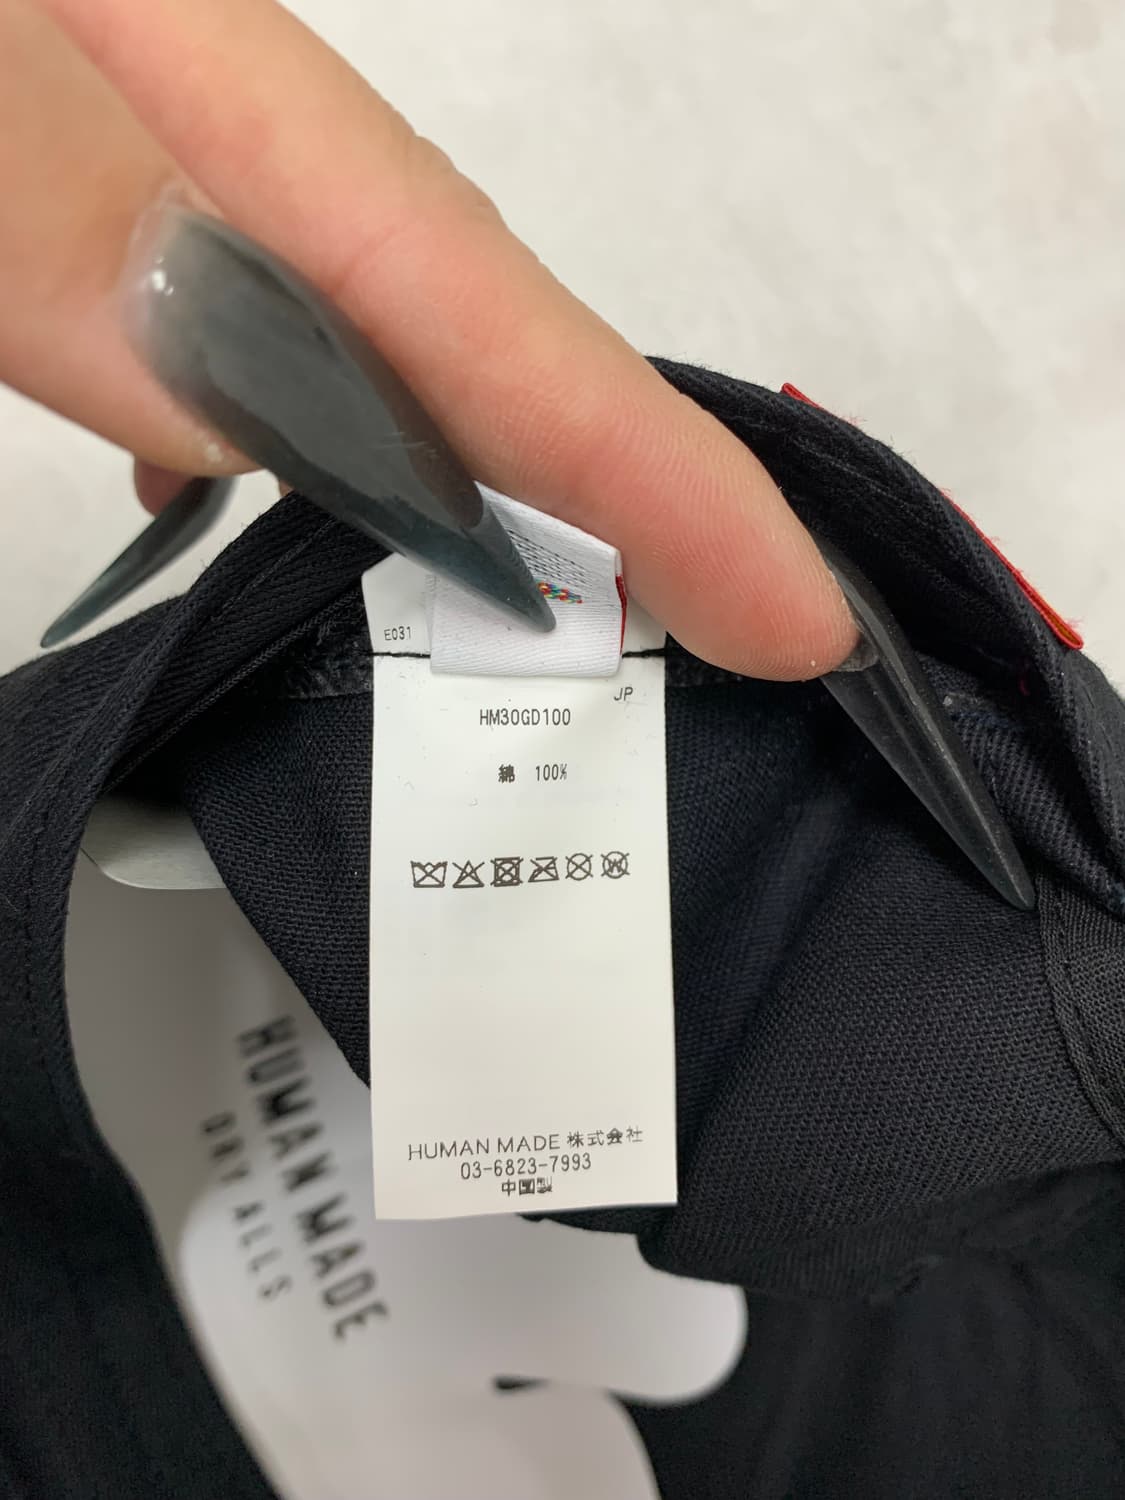 E031
JP
HM30GD100
綿 100%
HUMAN MADE 株式会社
03-6823-7993
中国製
HUMAN MADE
DRY ALLS